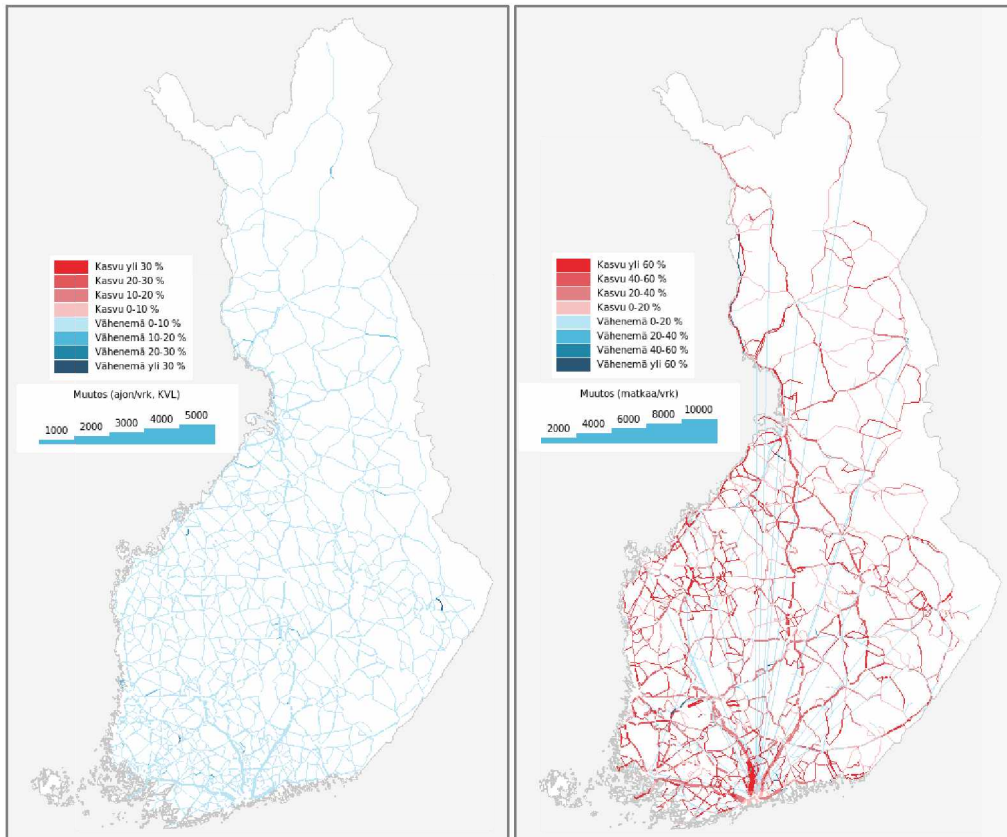 Kasvu yli 30 %
Kasvu 20-30 %
Kasvu 10-20 %
Kasvu 0-10 %
Vähenemä 0-10 %
Vähenemä 10-20 %
Vähenemä 20-30 %
Vähenemä yli 30 %
Muutos (ajon/vrk, KVL)
1000 2000 3000 4000 5000
Kasvu yli 60 %
Kasvu 40-60 %
Kasvu 20-40 %
Kasvu 0-20 %
Vähenemä 0-20 %
Vähenemä 20-40 %
Vähenemä 40-60 %
Vähenemä yli 60 %
Muutos (matkaa/vrk)
2000 4000 6000 8000 10000